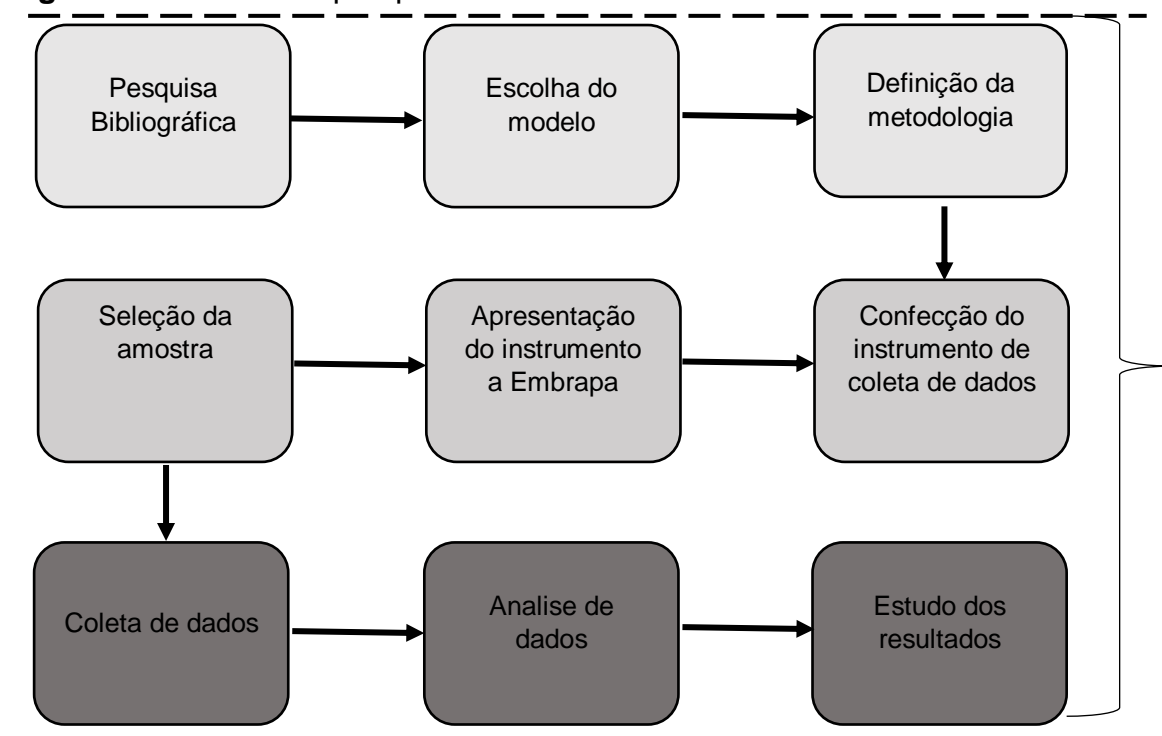 Pesquisa
Bibliográfica
Escolha do
modelo
Definição da
metodologia
Seleção da
amostra
Apresentação
do instrumento
a Embrapa
Confecção do
instrumento de
coleta de dados
Coleta de dados
Analise de
dados
Estudo dos
resultados